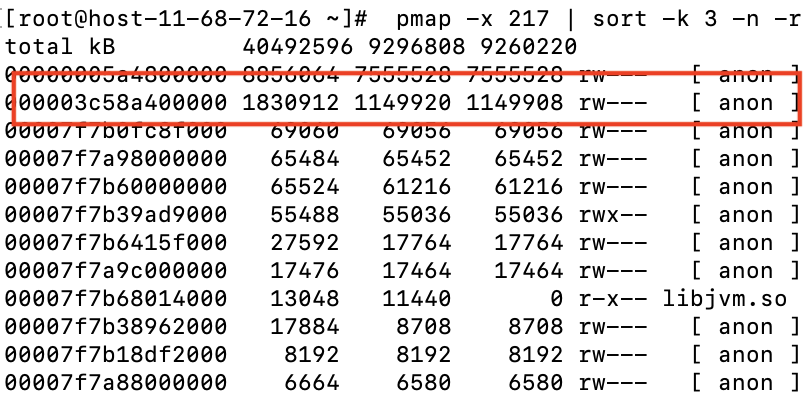 [root@host-11-68-72-16 ~]#  pmap -x 217 | sort -k 3 -n -r
total kB         40492596 9296808 9260220
00000005a4800000 8856064 7555528 7555528 rw---   [ anon ]
000003c58a400000 1830912 1149920 1149908 rw---   [ anon ]
00007f7b0fc8f000   69060   69056   69056 rw---   [ anon ]
00007f7a98000000   65484   65452   65452 rw---   [ anon ]
00007f7b60000000   65524   61216   61216 rw---   [ anon ]
00007f7b39ad9000   55488   55036   55036 rwx--   [ anon ]
00007f7b6415f000   27592   17764   17764 rw---   [ anon ]
00007f7a9c000000   17476   17464   17464 rw---   [ anon ]
00007f7b68014000   13048   11440       0 r-x-- libjvm.so
00007f7b38962000   17884    8708    8708 rw---   [ anon ]
00007f7b18df2000    8192    8192    8192 rw---   [ anon ]
00007f7a88000000    6664    6580    6580 rw---   [ anon ]